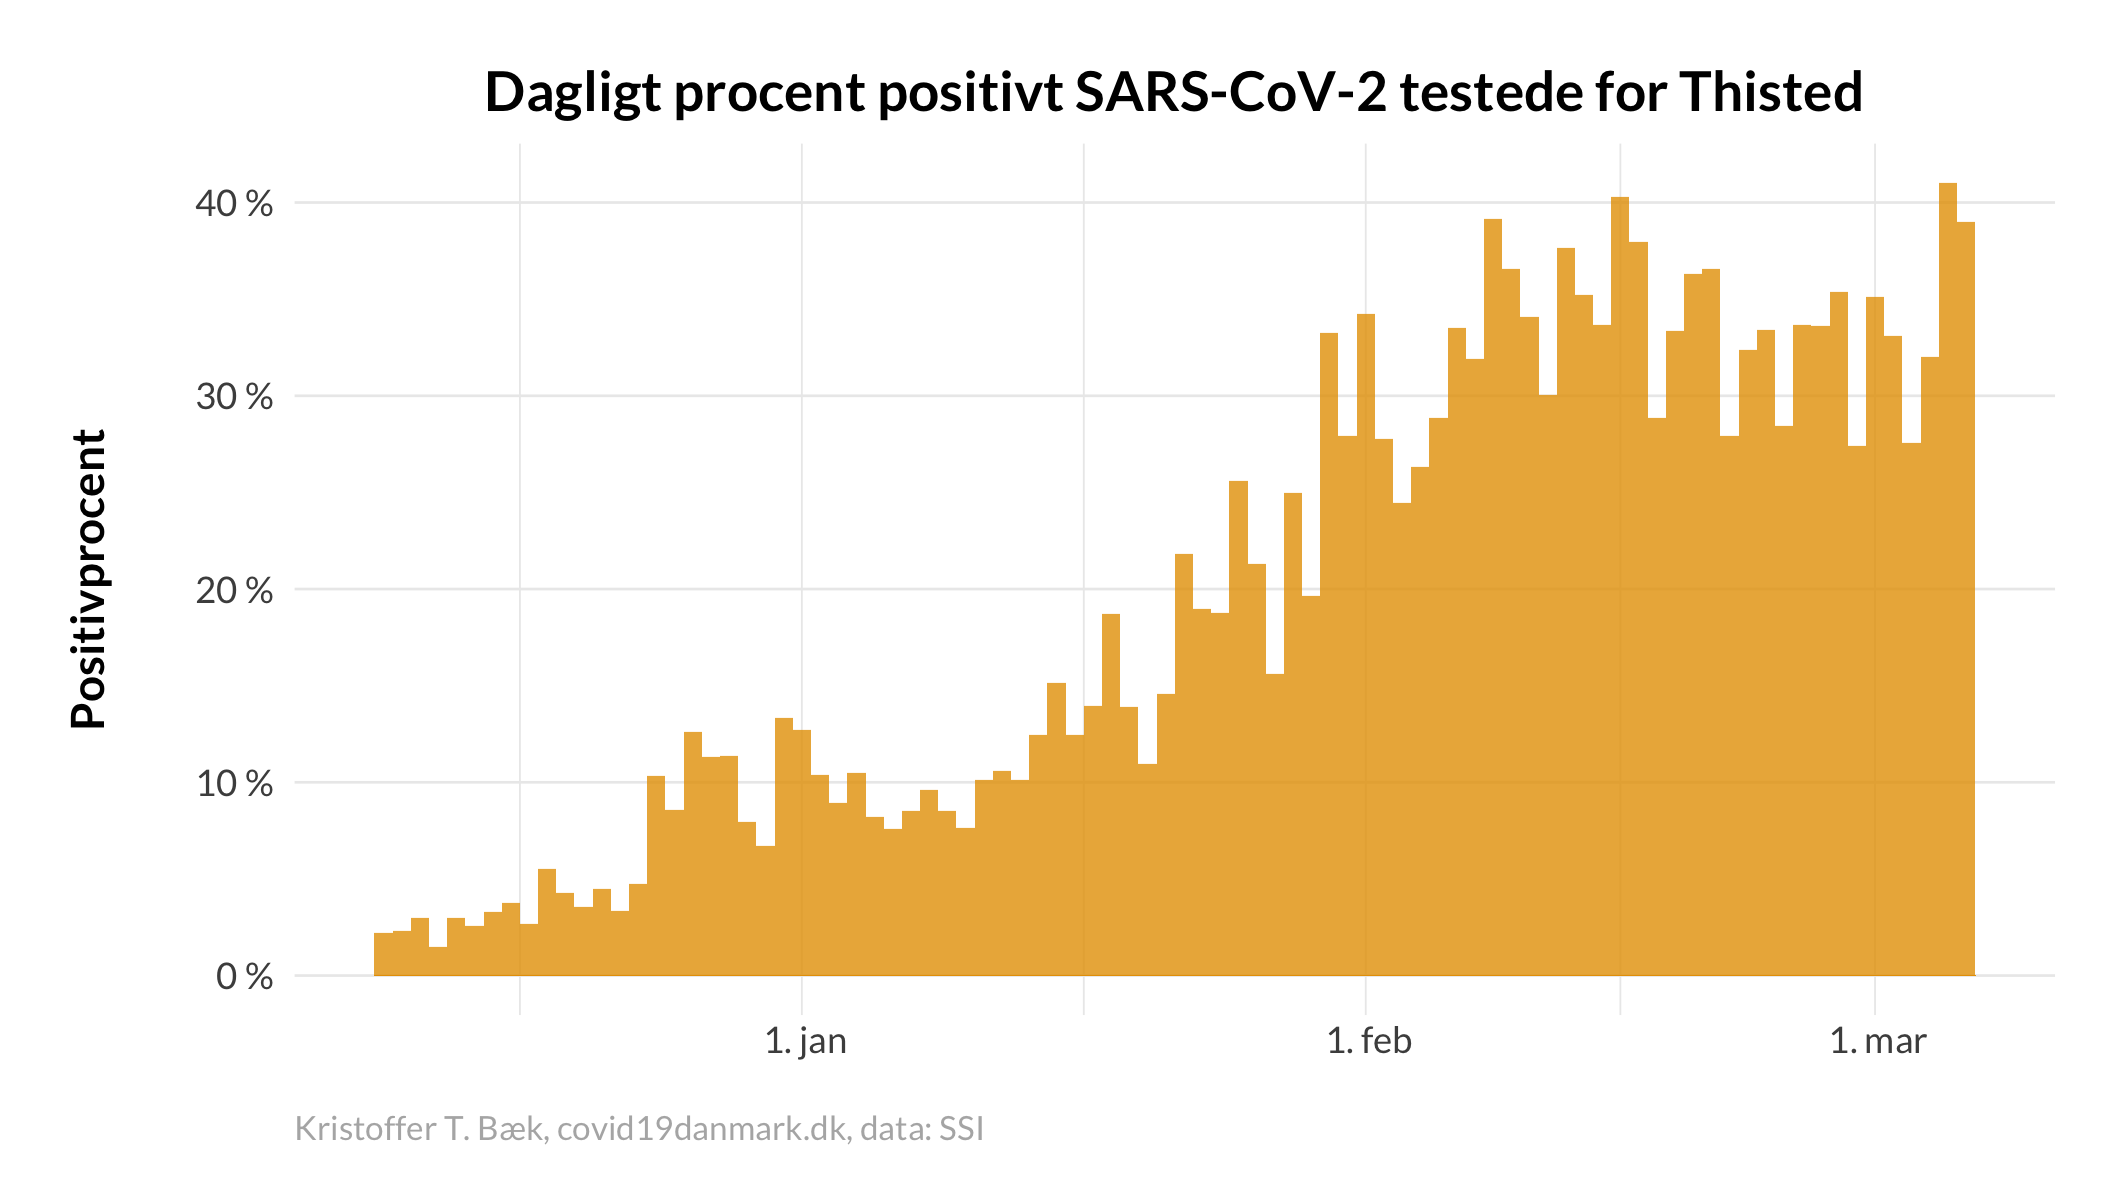 Dagligt procent positivt SARS-CoV-2 testede for Thisted
Positivprocent
40 %
30 %
20 %
10 %
0 %
1. jan
1. feb
1. mar
Kristoffer T. Bæk, covid19danmark.dk, data: SSI